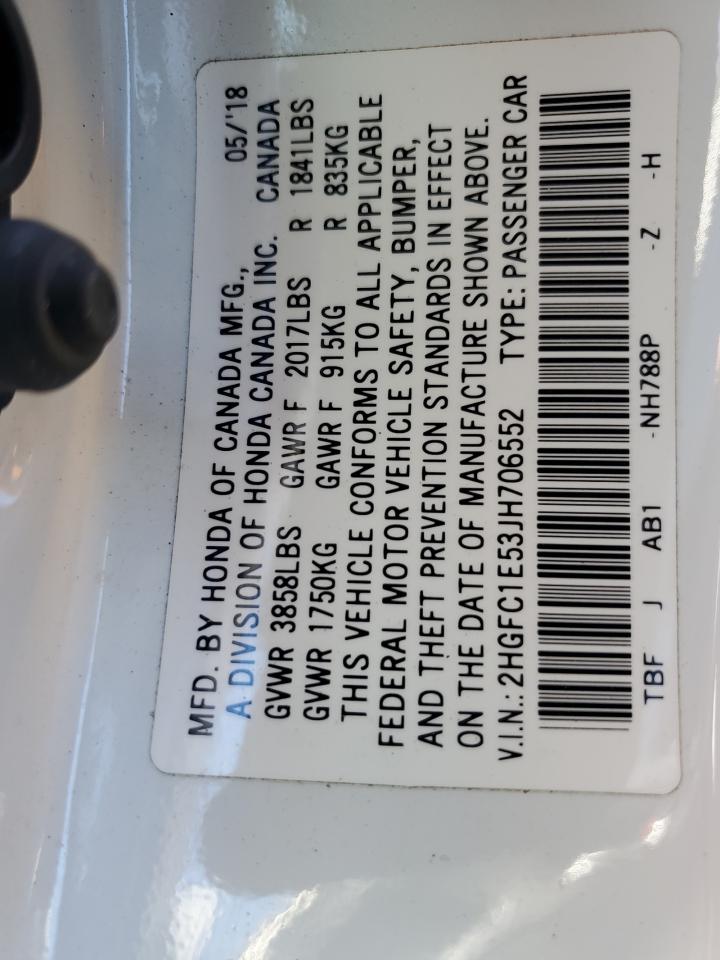 MFD. BY HONDA OF CANADA MFG., 05/'18
A DIVISION OF HONDA CANADA INC. CANADA
GVWR 3858LBS GAWR F 2017LBS R 1841LBS
GVWR 1750KG GAWR F 915KG R 835KG
THIS VEHICLE CONFORMS TO ALL APPLICABLE
FEDERAL MOTOR VEHICLE SAFETY, BUMPER,
AND THEFT PREVENTION STANDARDS IN EFFECT
ON THE DATE OF MANUFACTURE SHOWN ABOVE.
V.I.N.: 2HGFC1E53JH706552 TYPE: PASSENGER CAR
TBF J AB1 -NH788P -Z -H